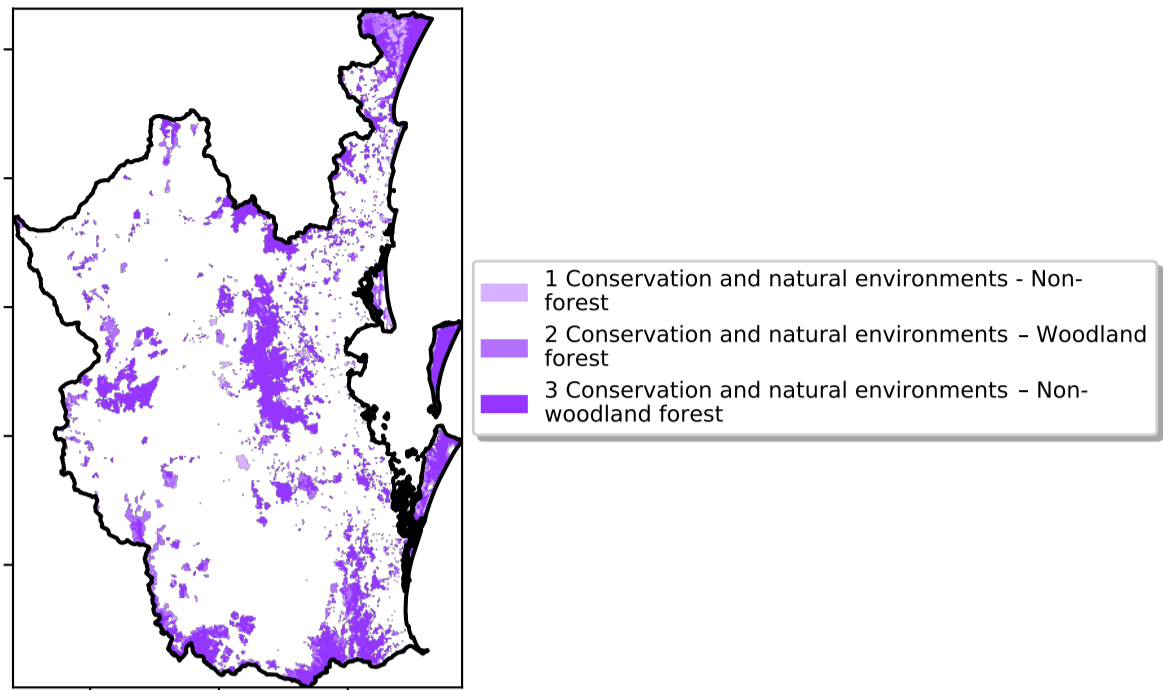 1 Conservation and natural environments - Non-
forest
2 Conservation and natural environments – Woodland
forest
3 Conservation and natural environments – Non-
woodland forest